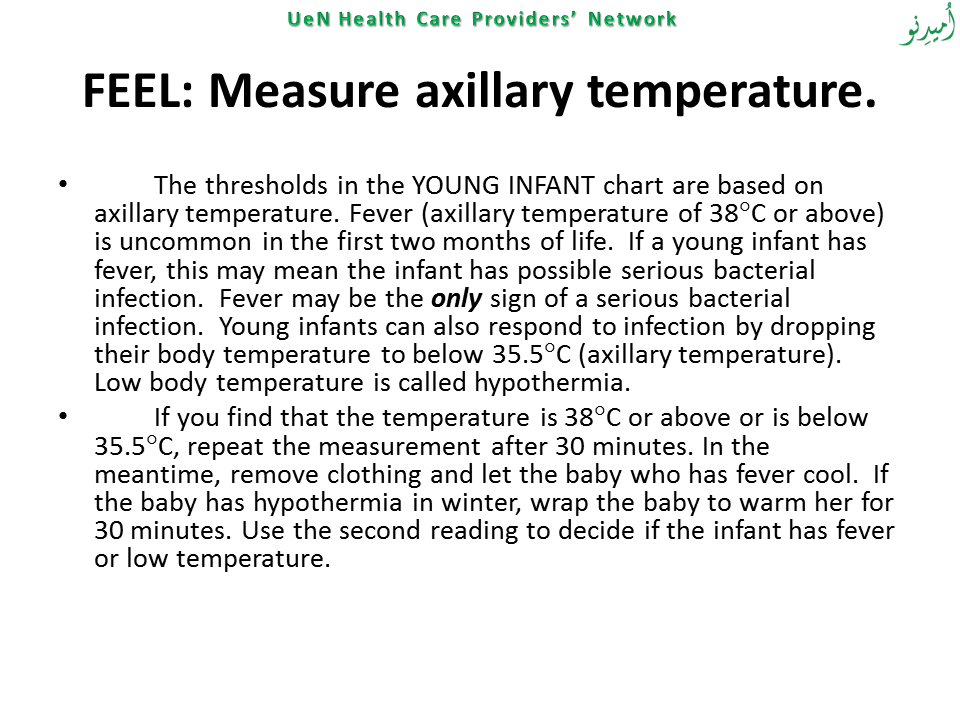 UeN Health Care Providers’ Network
اُمیدِنو
FEEL: Measure axillary temperature.
• The thresholds in the YOUNG INFANT chart are based on
axillary temperature. Fever (axillary temperature of 38°C or above)
is uncommon in the first two months of life.  If a young infant has
fever, this may mean the infant has possible serious bacterial
infection.  Fever may be the only sign of a serious bacterial
infection.  Young infants can also respond to infection by dropping
their body temperature to below 35.5°C (axillary temperature).
Low body temperature is called hypothermia.
• If you find that the temperature is 38°C or above or is below
35.5°C, repeat the measurement after 30 minutes. In the
meantime, remove clothing and let the baby who has fever cool.  If
the baby has hypothermia in winter, wrap the baby to warm her for
30 minutes. Use the second reading to decide if the infant has fever
or low temperature.